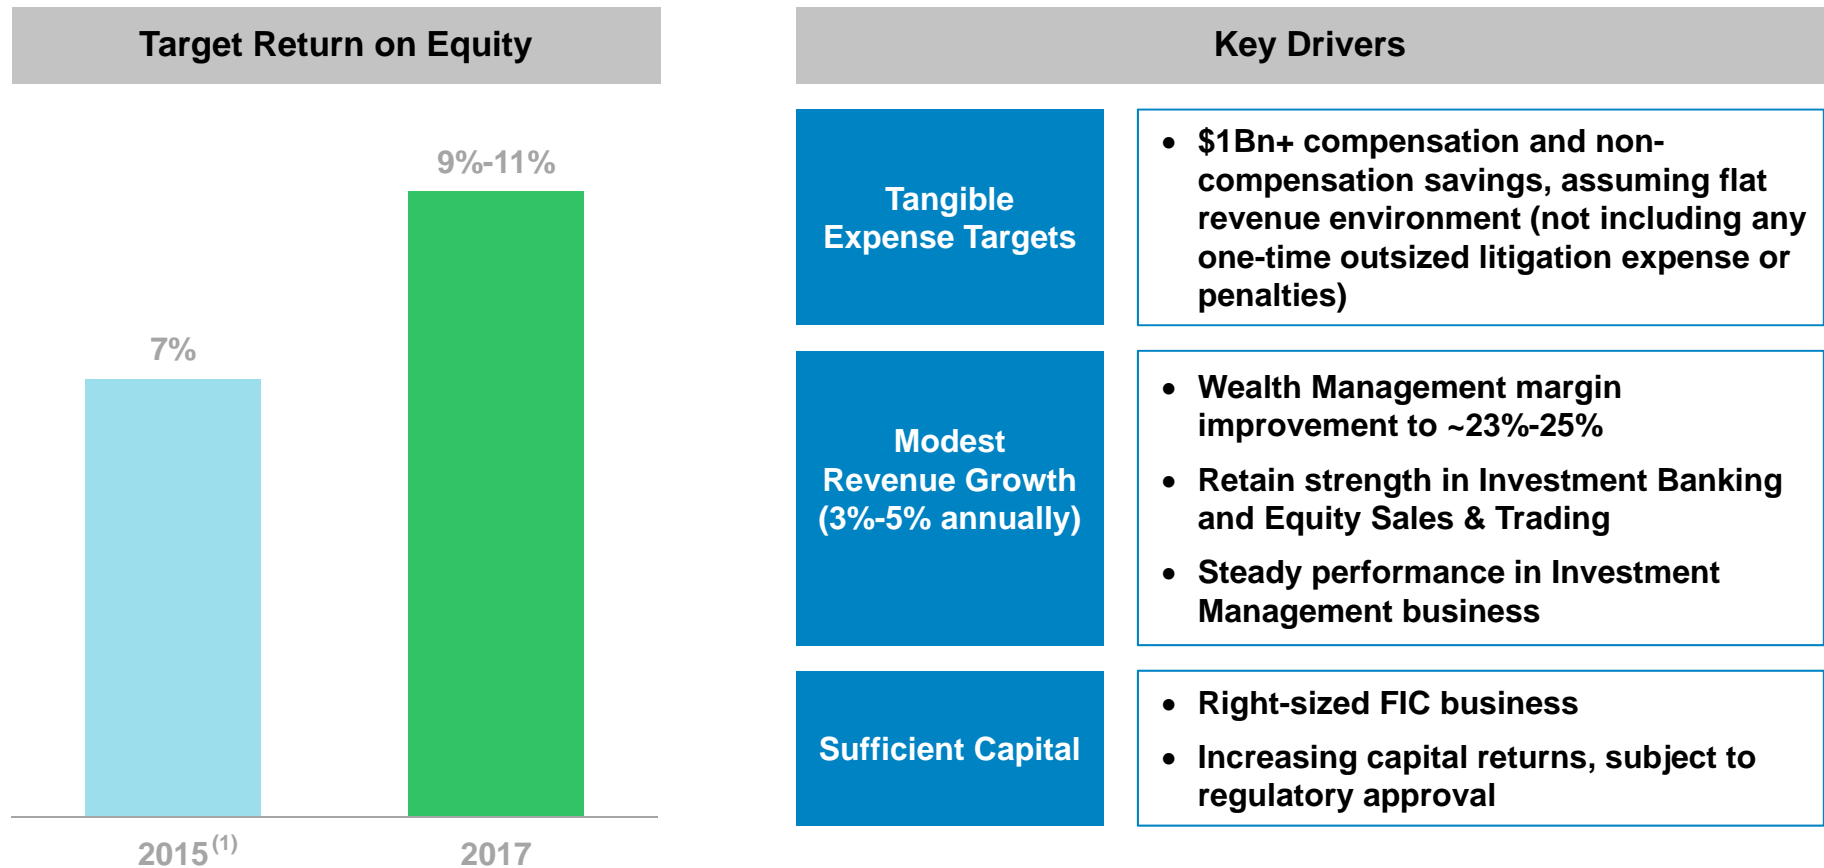 Target Return on Equity
9%-11%
7%
2015(1)
2017
Key Drivers
Tangible
Expense Targets
• $1Bn+ compensation and non-
compensation savings, assuming flat
revenue environment (not including any
one-time outsized litigation expense or
penalties)
Modest
Revenue Growth
(3%-5% annually)
• Wealth Management margin
improvement to ~23%-25%
• Retain strength in Investment Banking
and Equity Sales & Trading
• Steady performance in Investment
Management business
Sufficient Capital
• Right-sized FIC business
• Increasing capital returns, subject to
regulatory approval